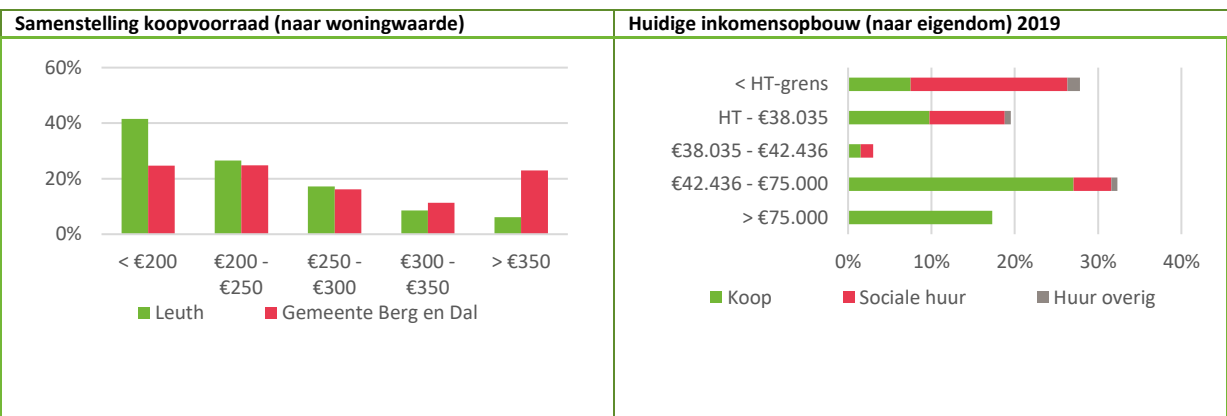 Samenstelling koopvoorraad (naar woningwaarde)
60%
40%
20%
0%
< €200
€200 -
€250
€250 -
€300
€300 -
€350
> €350
Leuth
Gemeente Berg en Dal
Huidige inkomensopbouw (naar eigendom) 2019
< HT-grens
HT - €38.035
€38.035 - €42.436
€42.436 - €75.000
> €75.000
0%
10%
20%
30%
40%
Koop
Sociale huur
Huur overig